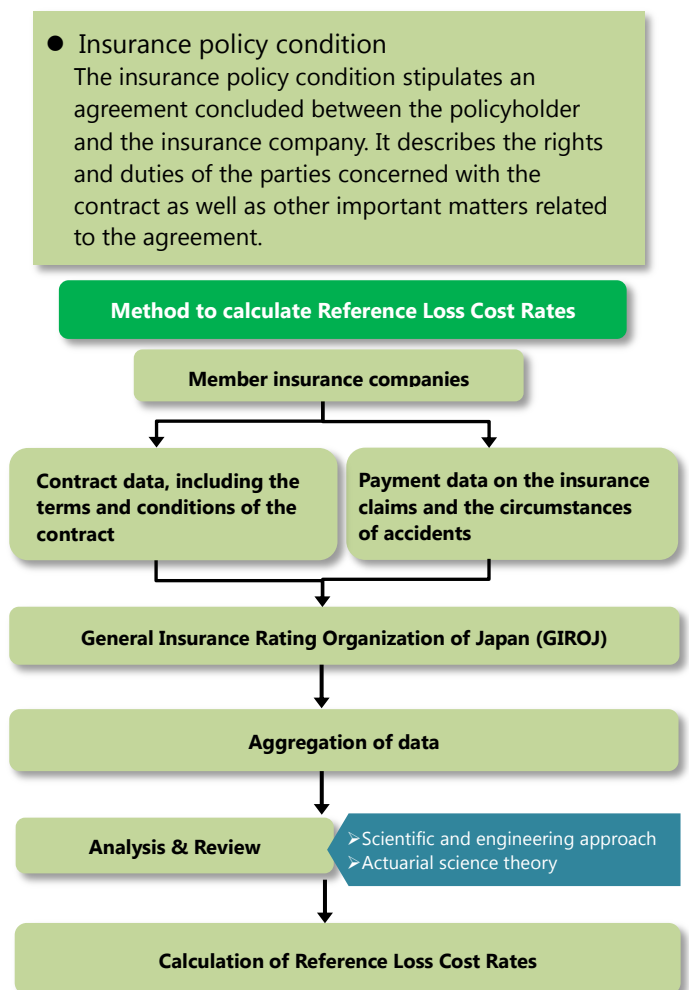 ● Insurance policy condition
The insurance policy condition stipulates an
agreement concluded between the policyholder
and the insurance company. It describes the rights
and duties of the parties concerned with the
contract as well as other important matters related
to the agreement.
Method to calculate Reference Loss Cost Rates
Member insurance companies
Contract data, including the
terms and conditions of the
contract
Payment data on the insurance
claims and the circumstances
of accidents
General Insurance Rating Organization of Japan (GIROJ)
Aggregation of data
Analysis & Review
➢Scientific and engineering approach
➢Actuarial science theory
Calculation of Reference Loss Cost Rates